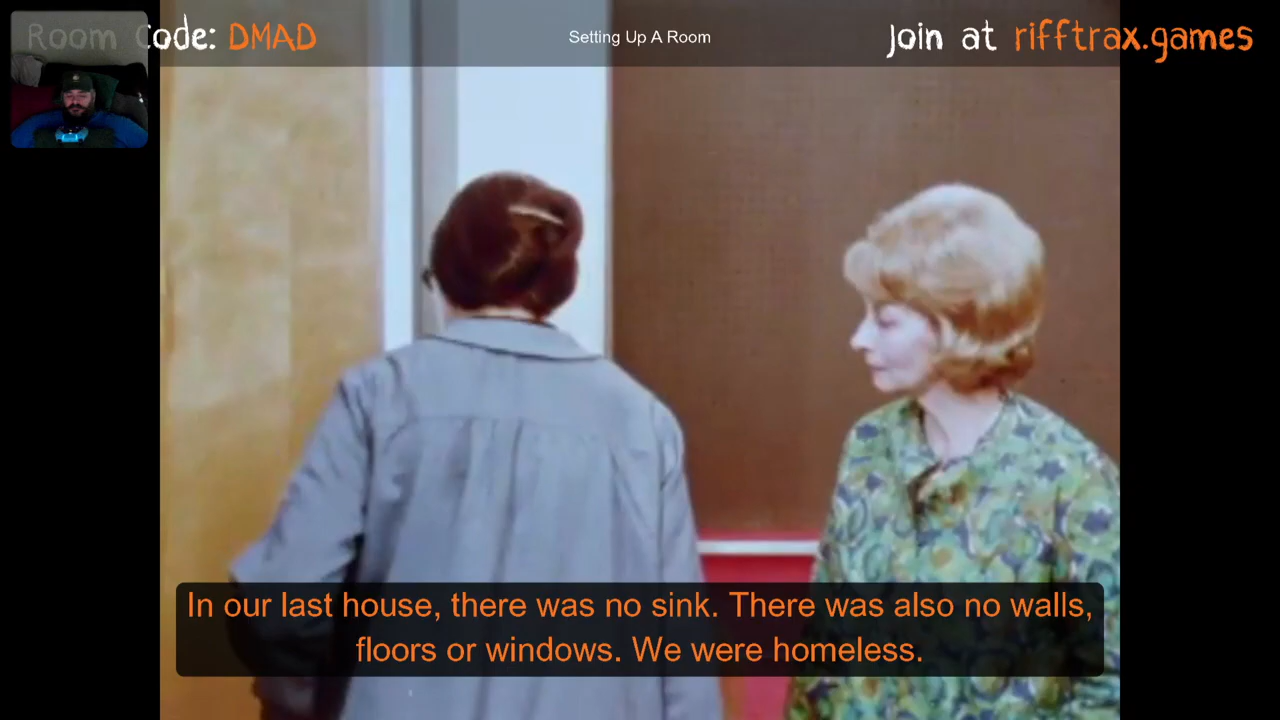 Room Code: DMAD
Setting Up A Room
Join at rifftrax.games
In our last house, there was no sink. There was also no walls,
floors or windows. We were homeless.